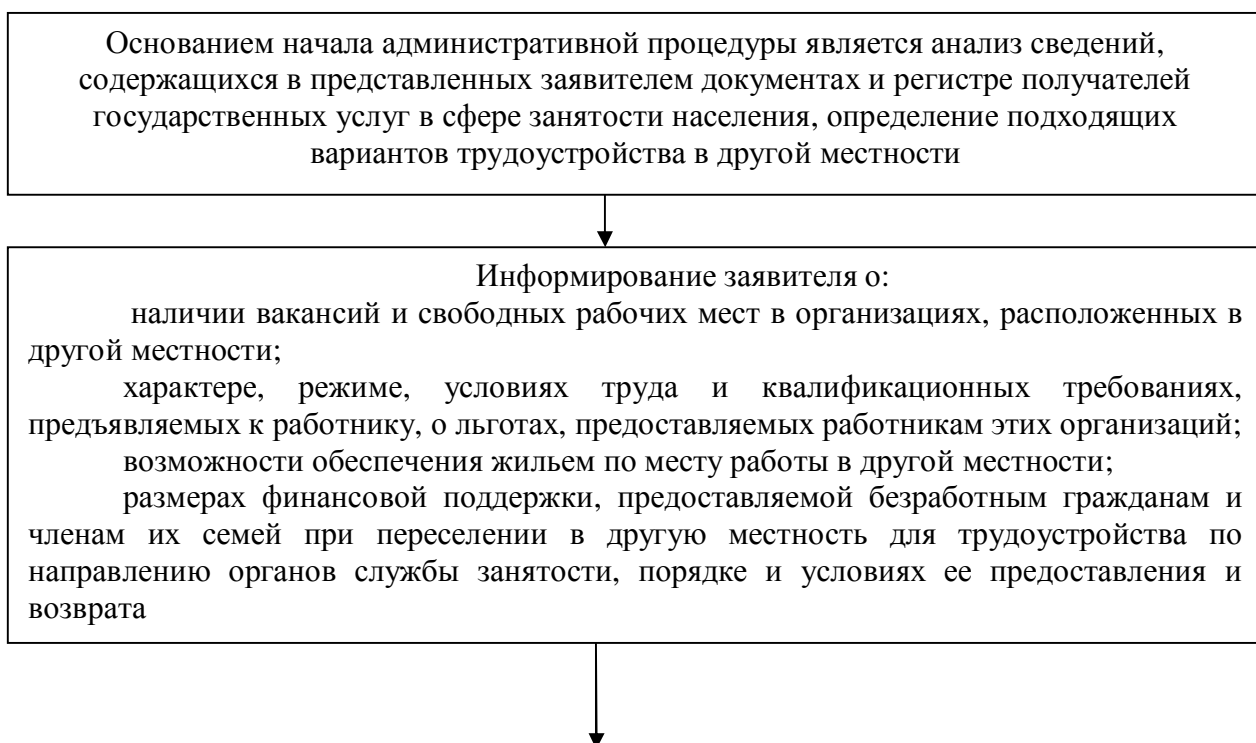 Основанием начала административной процедуры является анализ сведений,
содержащихся в представленных заявителем документах и регистре получателей
государственных услуг в сфере занятости населения, определение подходящих
вариантов трудоустройства в другой местности
Информирование заявителя о:
наличии вакансий и свободных рабочих мест в организациях, расположенных в
другой местности;
характере, режиме, условиях труда и квалификационных требованиях,
предъявляемых к работнику, о льготах, предоставляемых работникам этих организаций;
возможности обеспечения жильем по месту работы в другой местности;
размерах финансовой поддержки, предоставляемой безработным гражданам и
членам их семей при переселении в другую местность для трудоустройства по
направлению органов службы занятости, порядке и условиях ее предоставления и
возврата